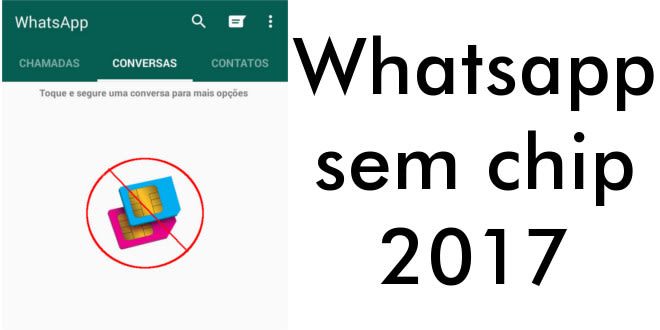 WhatsApp
CHAMADAS CONVERSAS CONTATOS
Toque e segure uma conversa para mais opções
Whatsapp
sem chip
2017